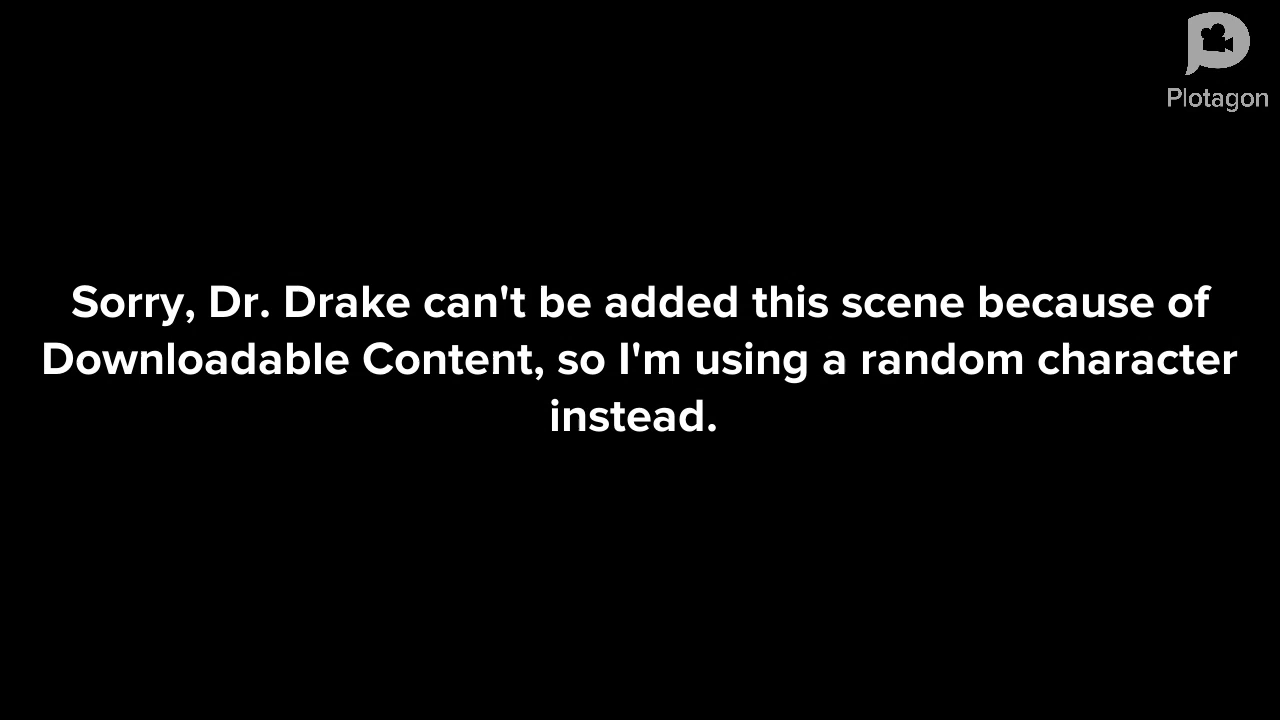 Plotagon
Sorry, Dr. Drake can't be added this scene because of
Downloadable Content, so I'm using a random character
instead.